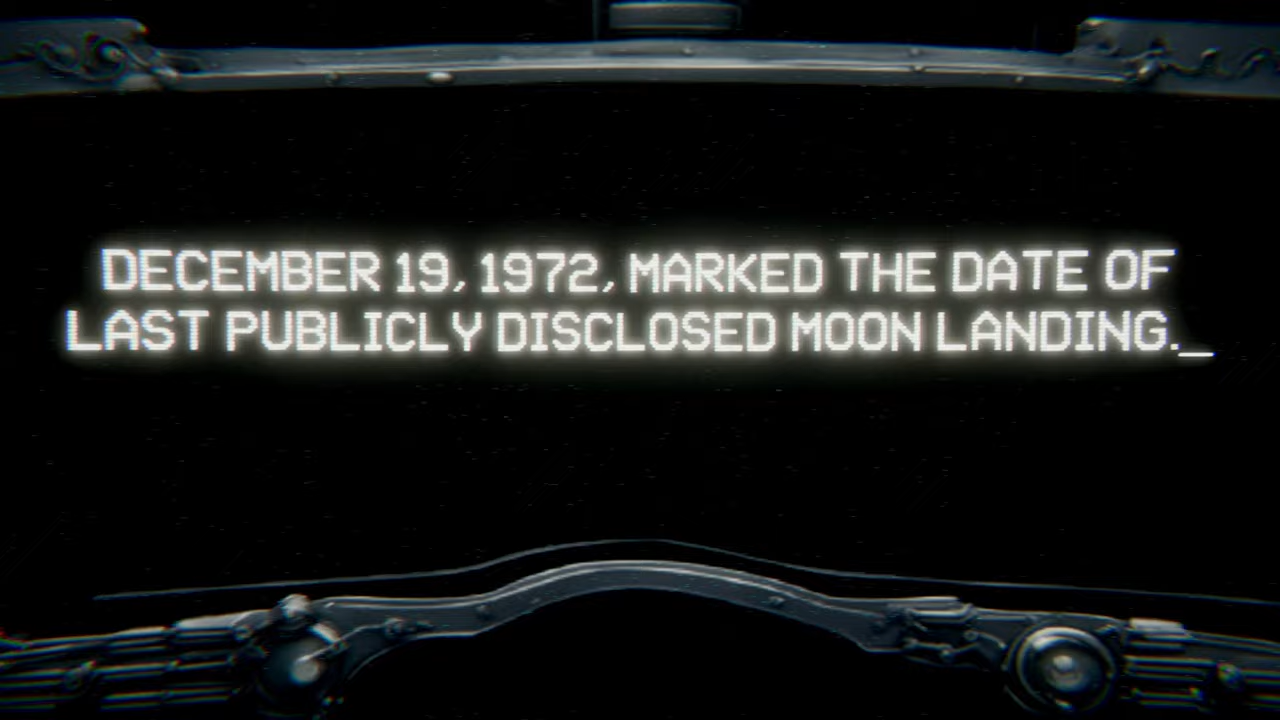 DECEMBER 19, 1972, MARKED THE DATE OF
LAST PUBLICLY DISCLOSED MOON LANDING._